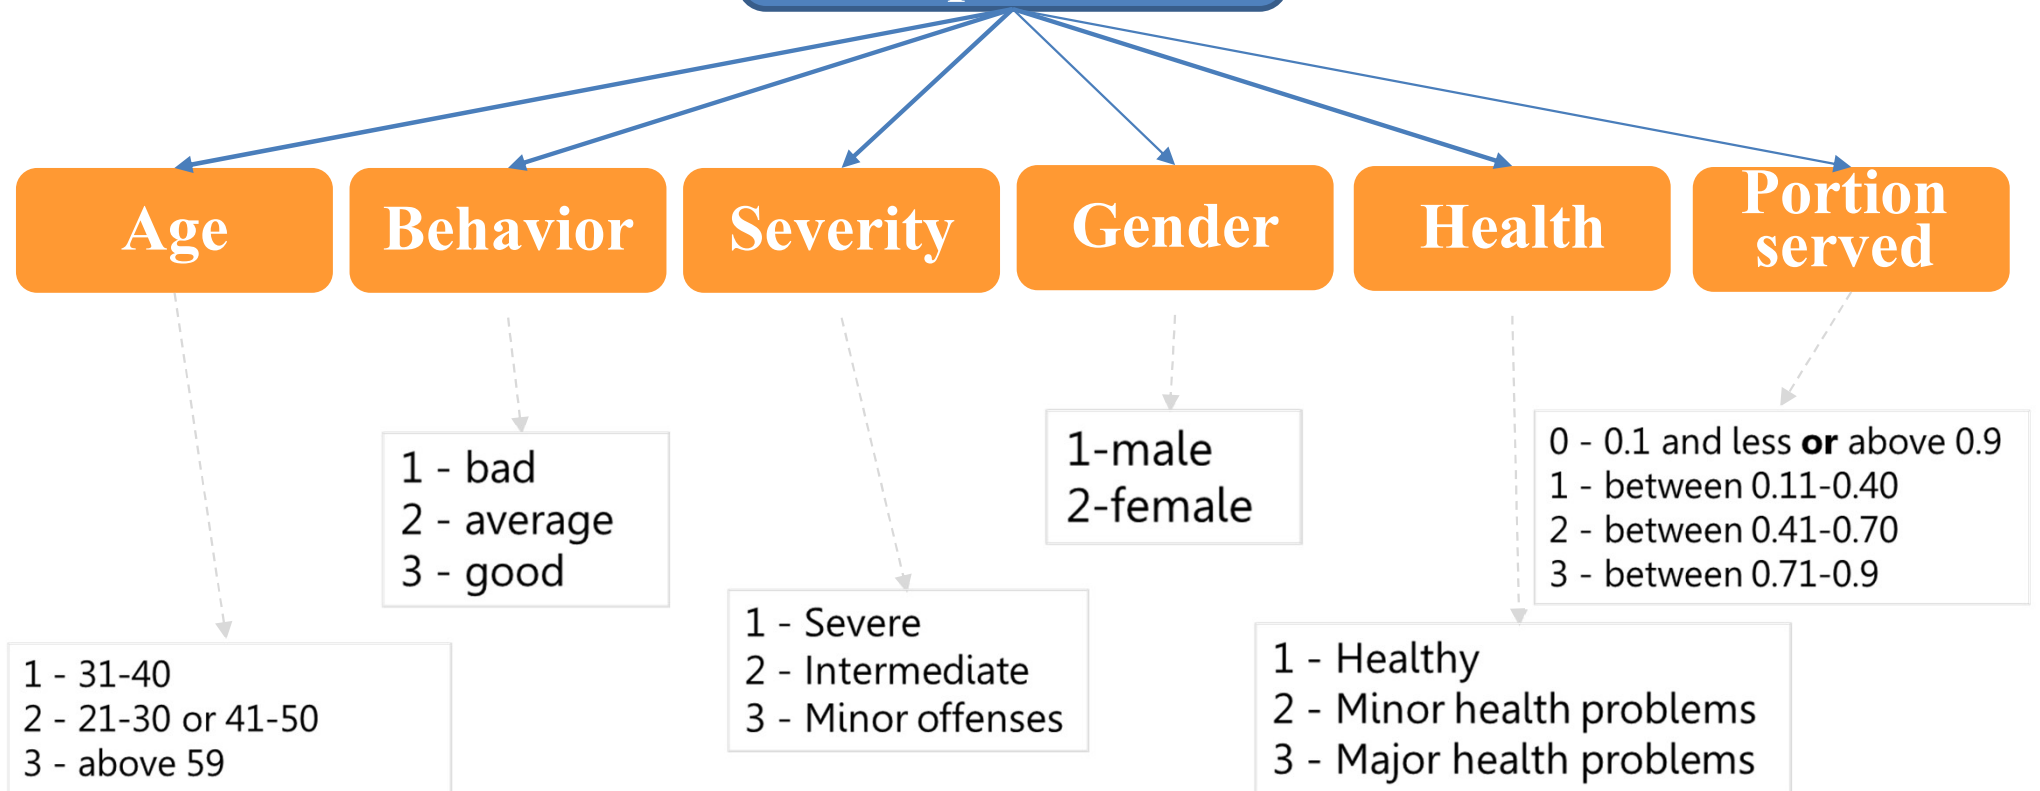 Age
Behavior
Severity
Gender
Health
Portion
served
1 - 31-40
2 - 21-30 or 41-50
3 - above 59
1 - bad
2 - average
3 - good
1 - Severe
2 - Intermediate
3 - Minor offenses
1-male
2-female
1 - Healthy
2 - Minor health problems
3 - Major health problems
0 - 0.1 and less or above 0.9
1 - between 0.11-0.40
2 - between 0.41-0.70
3 - between 0.71-0.9